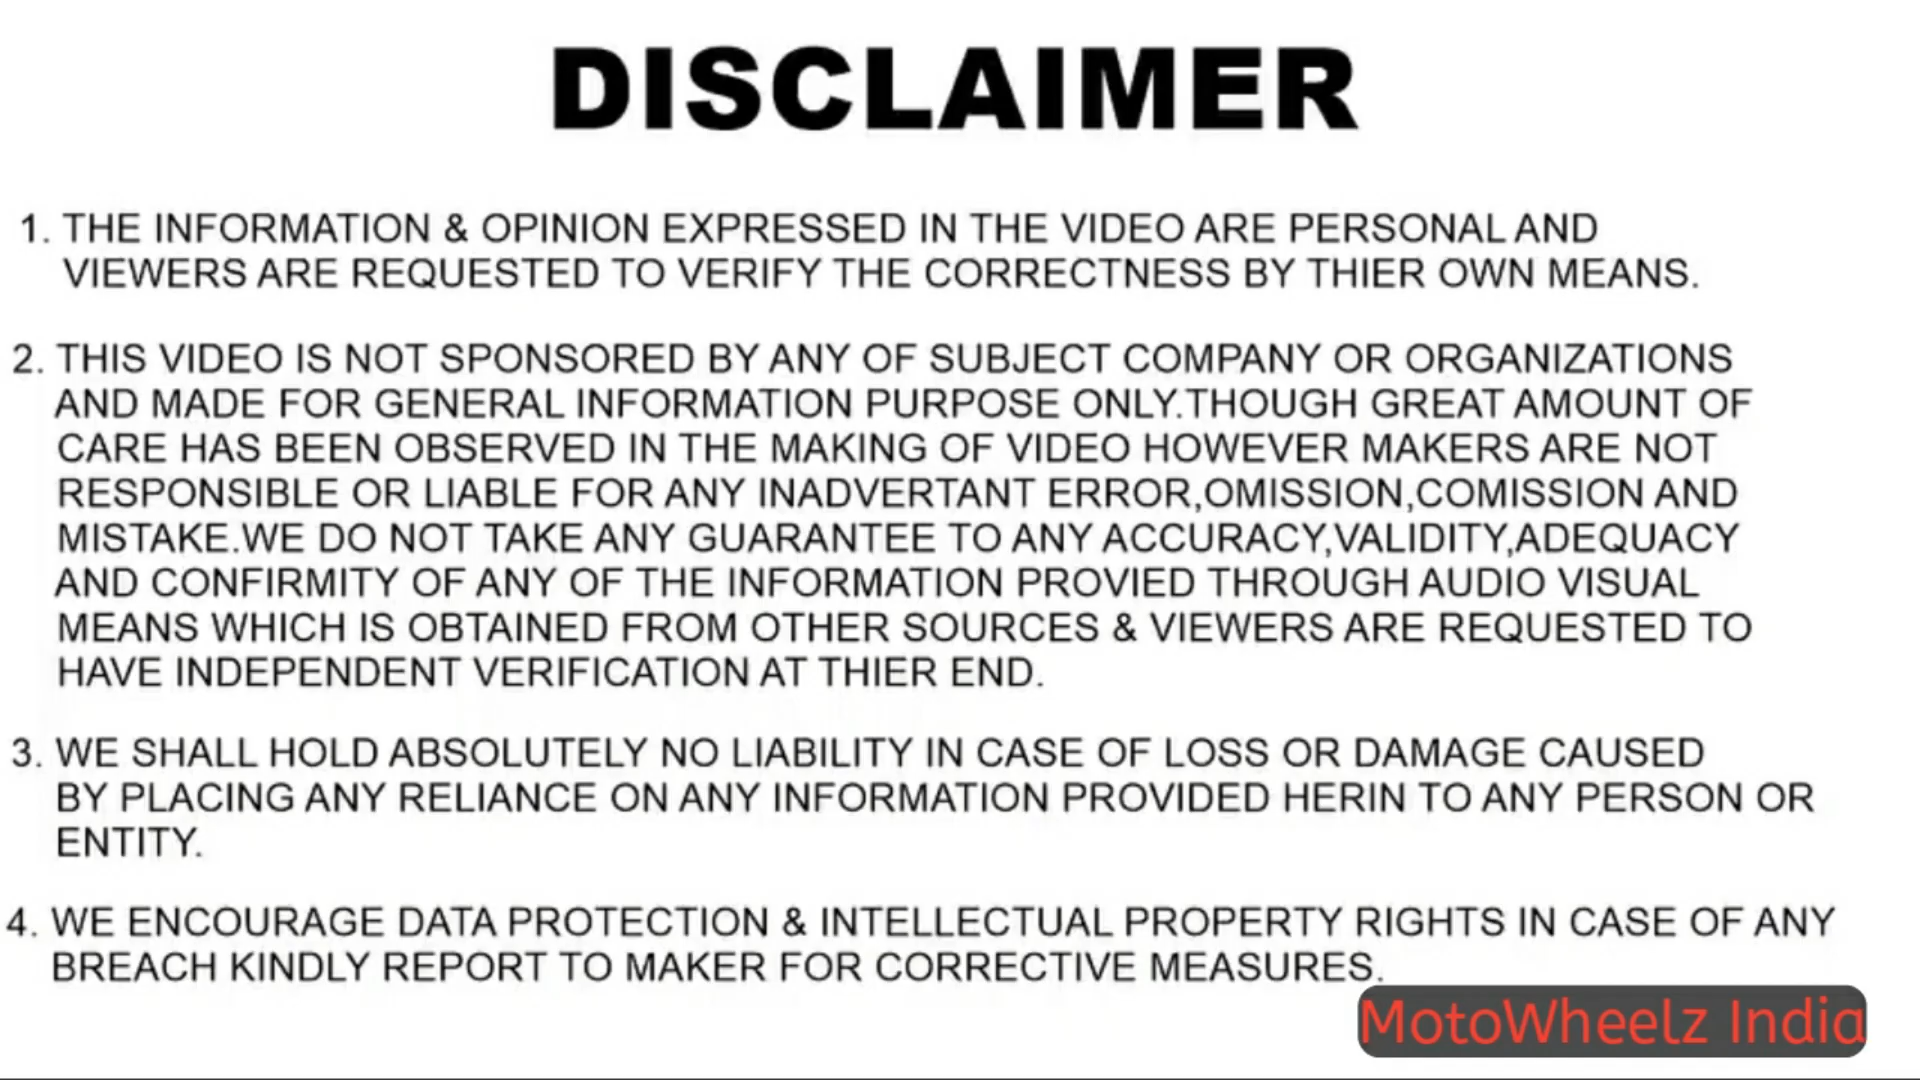 DISCLAIMER
1. THE INFORMATION & OPINION EXPRESSED IN THE VIDEO ARE PERSONAL AND
VIEWERS ARE REQUESTED TO VERIFY THE CORRECTNESS BY THIER OWN MEANS.
2. THIS VIDEO IS NOT SPONSORED BY ANY OF SUBJECT COMPANY OR ORGANIZATIONS
AND MADE FOR GENERAL INFORMATION PURPOSE ONLY.THOUGH GREAT AMOUNT OF
CARE HAS BEEN OBSERVED IN THE MAKING OF VIDEO HOWEVER MAKERS ARE NOT
RESPONSIBLE OR LIABLE FOR ANY INADVERTANT ERROR,OMISSION,COMISSION AND
MISTAKE.WE DO NOT TAKE ANY GUARANTEE TO ANY ACCURACY,VALIDITY,ADEQUACY
AND CONFIRMITY OF ANY OF THE INFORMATION PROVIED THROUGH AUDIO VISUAL
MEANS WHICH IS OBTAINED FROM OTHER SOURCES & VIEWERS ARE REQUESTED TO
HAVE INDEPENDENT VERIFICATION AT THIER END.
3. WE SHALL HOLD ABSOLUTELY NO LIABILITY IN CASE OF LOSS OR DAMAGE CAUSED
BY PLACING ANY RELIANCE ON ANY INFORMATION PROVIDED HERIN TO ANY PERSON OR
ENTITY.
4. WE ENCOURAGE DATA PROTECTION & INTELLECTUAL PROPERTY RIGHTS IN CASE OF ANY
BREACH KINDLY REPORT TO MAKER FOR CORRECTIVE MEASURES.
MotoWheelz India